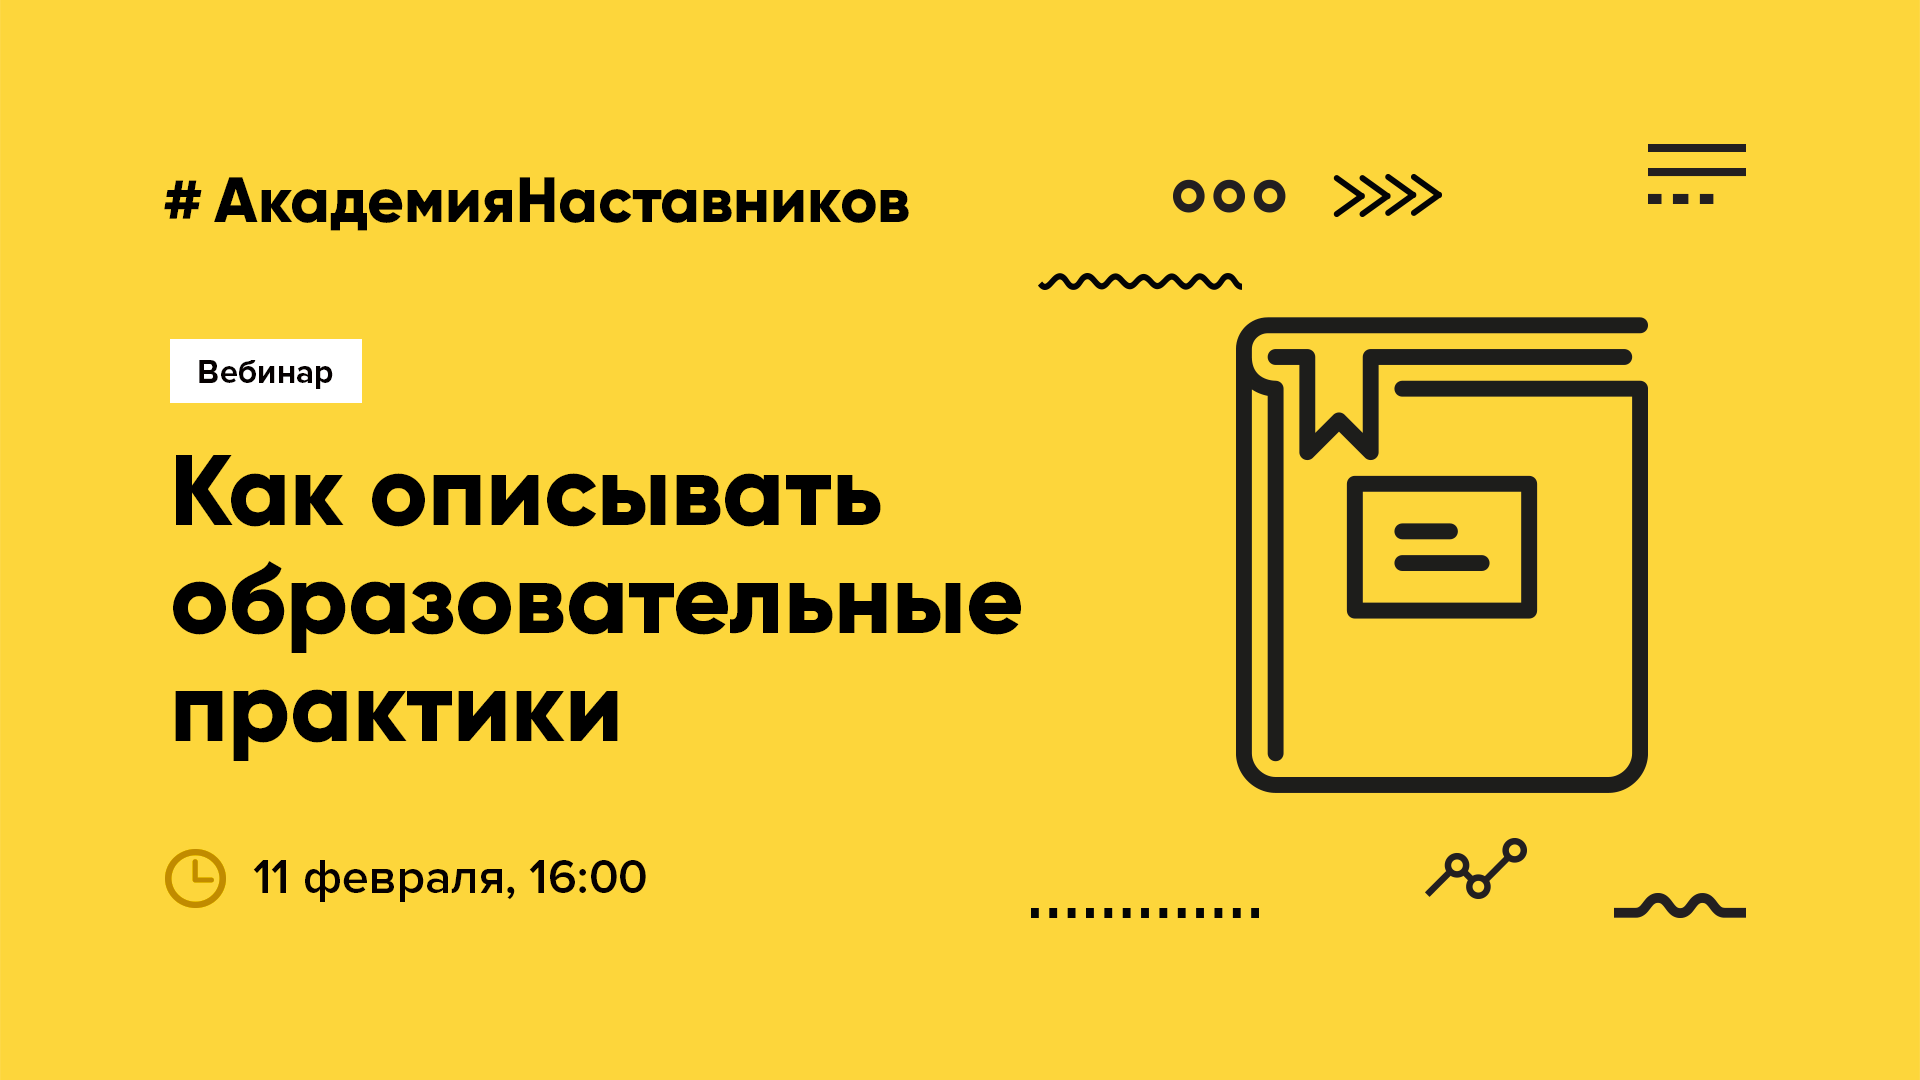 # АкадемияНаставников
Вебинар
Как описывать
образовательные
практики
11 февраля, 16:00